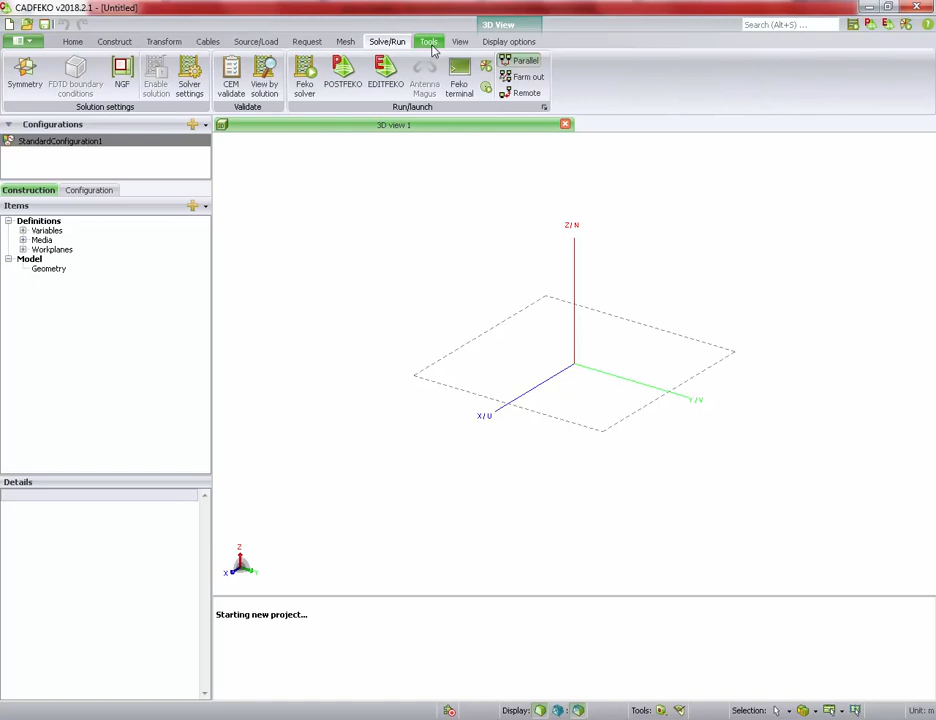 CADFEKO v2018.2.1 - [Untitled]
3D View
Search (Alt+S)
Home
Construct
Transform
Cables
Source/Load
Request
Mesh
Solve/Run
Tools
View
Display options
Symmetry
FDTD boundary conditions
NGF
Enable solution
Solver settings
CEM validate
View by solution
Feko solver
POSTFEKO
EDITFEKO
Antenna Magus
Feko terminal
Parallel
Farm out
Remote
Solution settings
Validate
Run/launch
Configurations
StandardConfiguration1
Construction
Configuration
Items
Definitions
Variables
Media
Workplanes
Model
Geometry
Details
3D view 1
Z/N
X/U
Y/V
Z
X
Y
Starting new project...
Display:
Tools:
Selection:
Unit: m